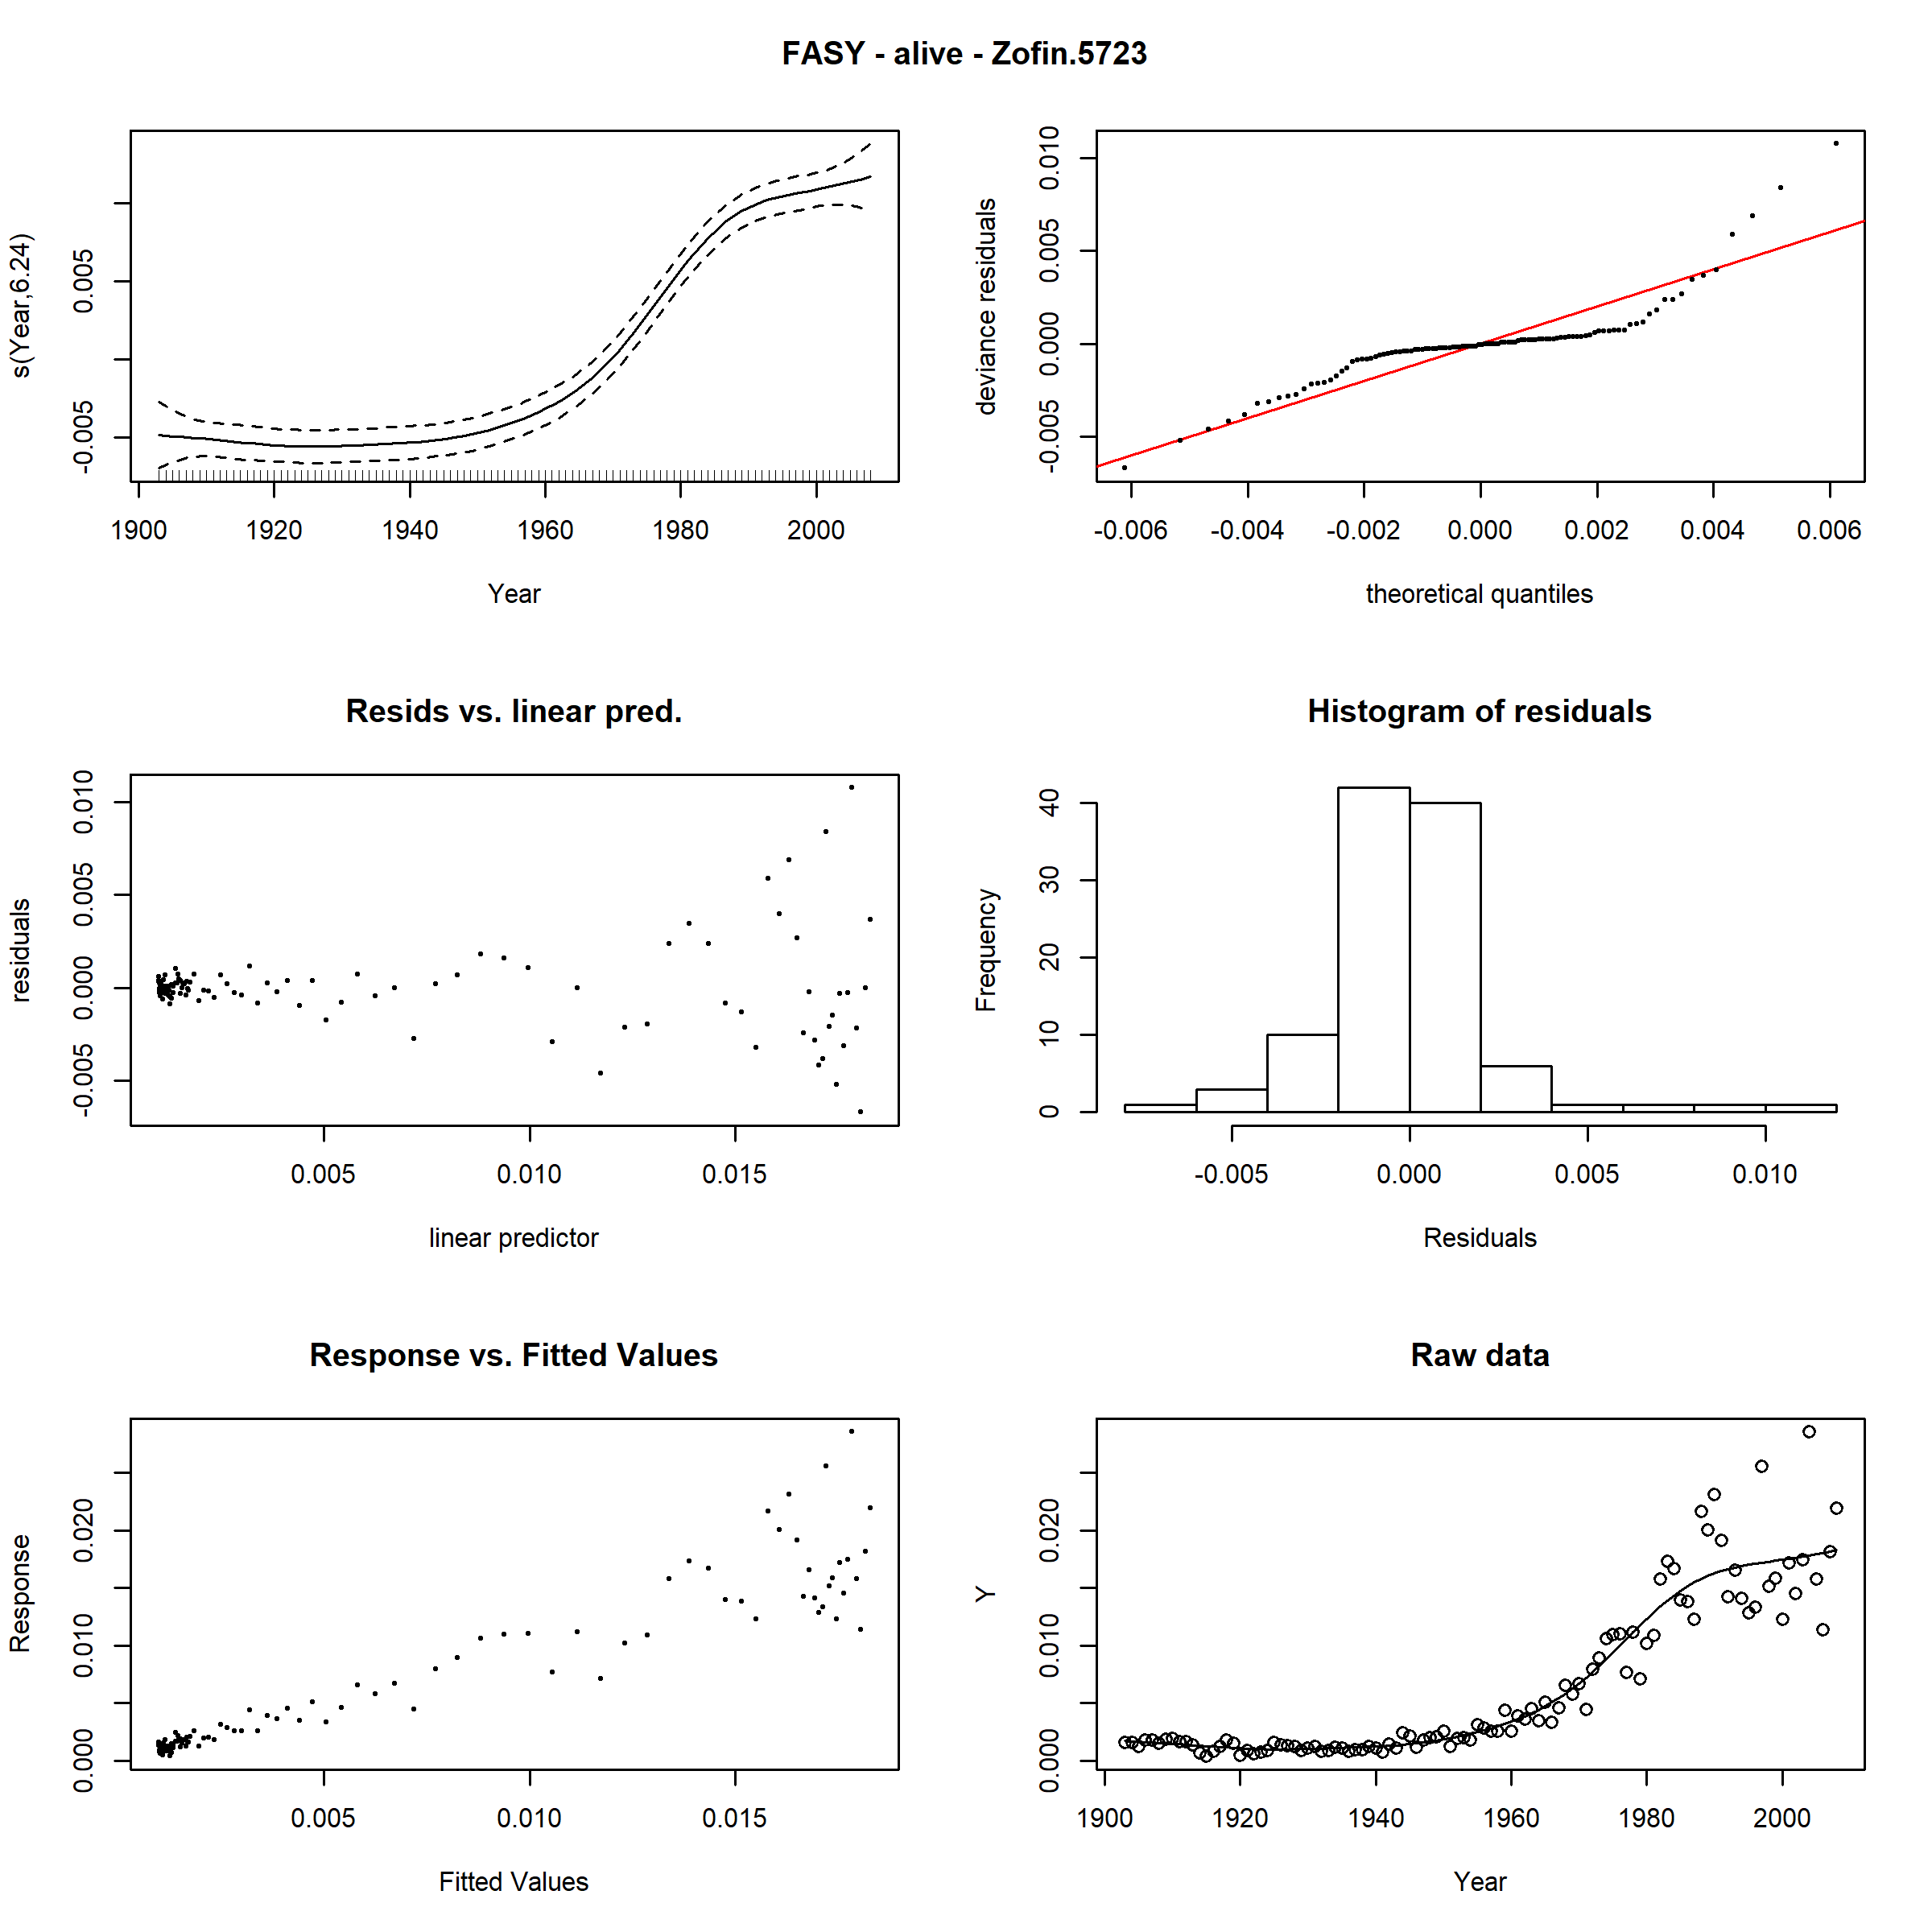 FASY - alive - Zofin.5723
s(Year,6.24)
-0.005 0.005
1900 1920 1940 1960 1980 2000
Year
deviance residuals
-0.005 0.000 0.005 0.010
-0.006 -0.004 -0.002 0.000 0.002 0.004 0.006
theoretical quantiles
Resids vs. linear pred.
residuals
-0.005 0.000 0.005 0.010
0.005 0.010 0.015
linear predictor
Histogram of residuals
Frequency
0 10 20 30 40
-0.005 0.000 0.005 0.010
Residuals
Response vs. Fitted Values
Response
0.000 0.010 0.020
0.005 0.010 0.015
Fitted Values
Raw data
Y
0.000 0.010 0.020
1900 1920 1940 1960 1980 2000
Year